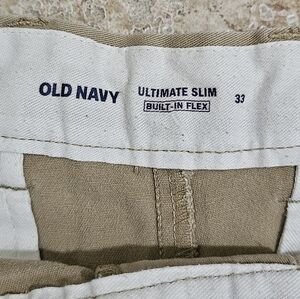 OLD NAVY
ULTIMATE SLIM
BUILT-IN FLEX
33